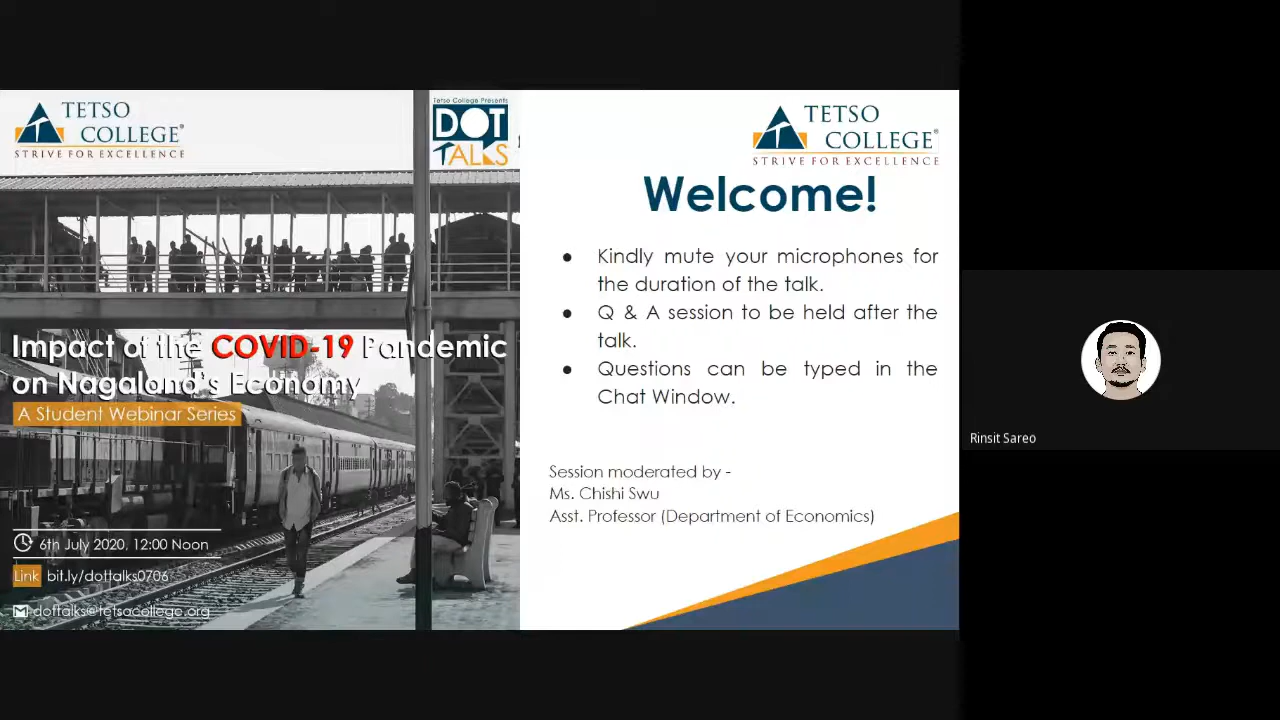 TETSO
COLLEGE®
STRIVE FOR EXCELLENCE
Tetso College Presents
DOT
TALKS
Impact of the COVID-19 Pandemic
on Nagaland's Economy
A Student Webinar Series
6th July 2020, 12:00 Noon
Link bit.ly/dottalks0706
dottalks@tetsocollege.org
TETSO
COLLEGE®
STRIVE FOR EXCELLENCE
Welcome!
● Kindly mute your microphones for
the duration of the talk.
● Q & A session to be held after the
talk.
● Questions can be typed in the
Chat Window.
Session moderated by -
Ms. Chishi Swu
Asst. Professor (Department of Economics)
Rinsit Sareo